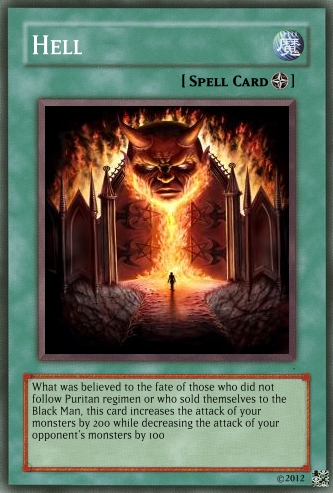 Hell
魔
[ Spell Card ]
What was believed to the fate of those who did not
follow Puritan regimen or who sold themselves to the
Black Man, this card increases the attack of your
monsters by 200 while decreasing the attack of your
opponent's monsters by 100
©2012